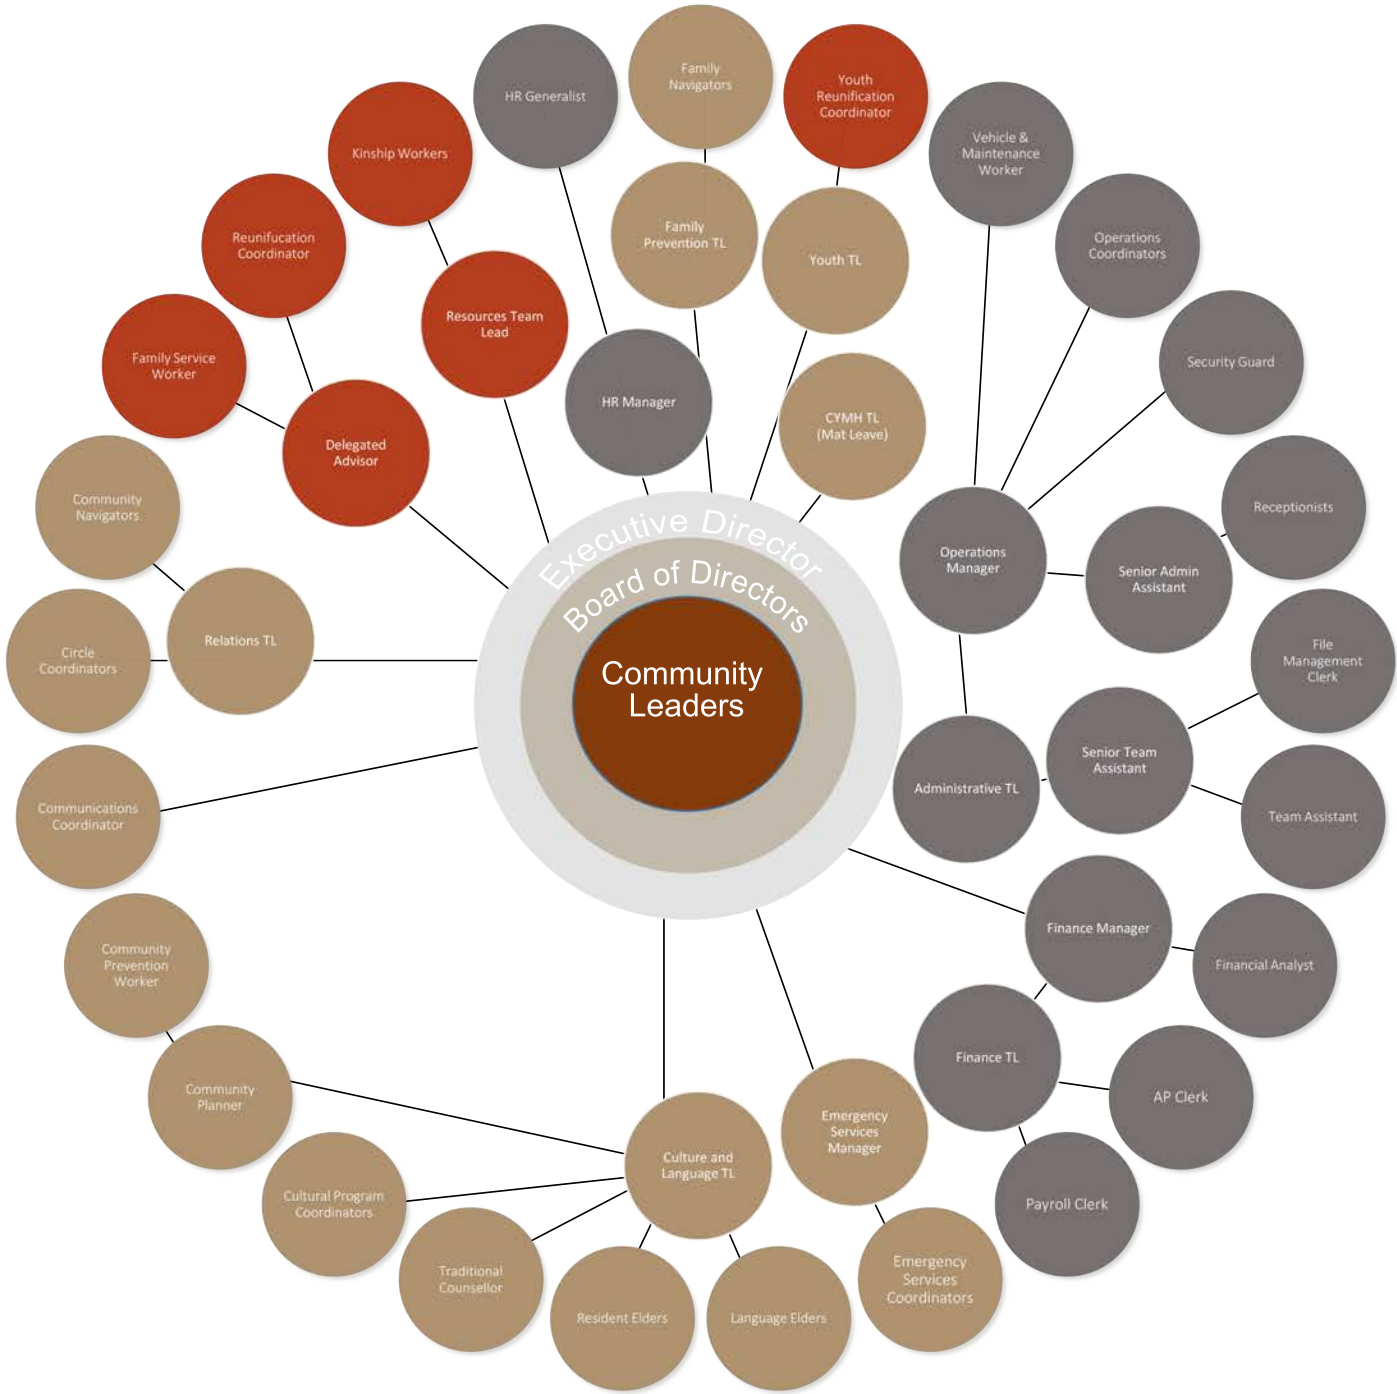 Family
Navigators
Youth
Reunification
Coordinator
HR Generalist
Vehicle &
Maintenance
Worker
Kinship Workers
Operations
Coordinators
Reunifucation
Coordinator
Family
Prevention TL
Youth TL
Resources Team
Lead
Security Guard
Family Service
Worker
HR Manager
CYMH TL
(Mat Leave)
Delegated
Advisor
Community
Navigators
Receptionists
Executive Director
Board of Directors
Community
Leaders
Operations
Manager
Senior Admin
Assistant
Relations TL
Circle
Coordinators
File
Management
Clerk
Senior Team
Assistant
Administrative TL
Communications
Coordinator
Team Assistant
Finance Manager
Financial Analyst
Community
Prevention
Worker
Finance TL
AP Clerk
Community
Planner
Emergency
Services
Manager
Culture and
Language TL
Payroll Clerk
Cultural Program
Coordinators
Traditional
Counsellor
Emergency
Services
Coordinators
Resident Elders
Language Elders